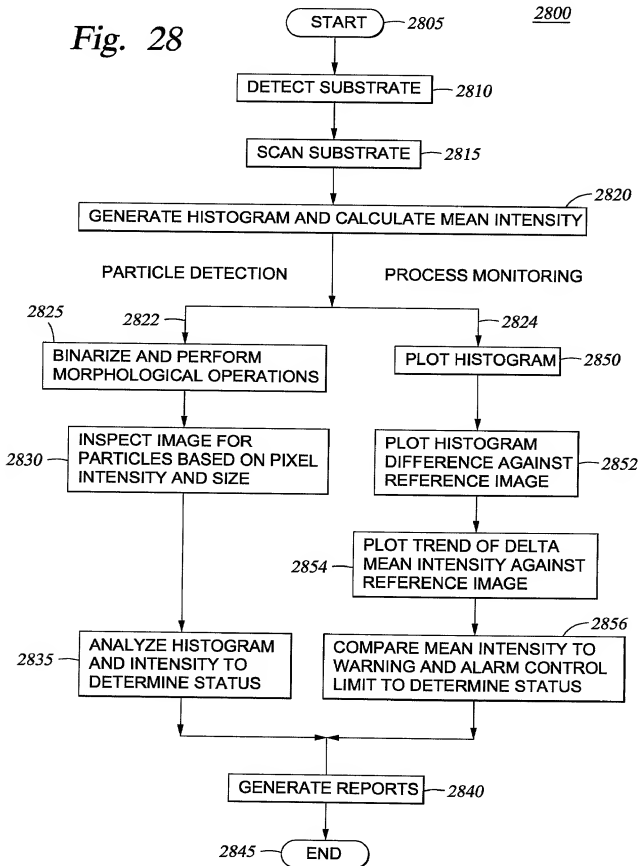 Fig. 28
START
2805
2800
DETECT SUBSTRATE
2810
SCAN SUBSTRATE
2815
2820
GENERATE HISTOGRAM AND CALCULATE MEAN INTENSITY
PARTICLE DETECTION
PROCESS MONITORING
2825
2822
2824
BINARIZE AND PERFORM
MORPHOLOGICAL OPERATIONS
PLOT HISTOGRAM
2850
2830
INSPECT IMAGE FOR
PARTICLES BASED ON PIXEL
INTENSITY AND SIZE
PLOT HISTOGRAM
DIFFERENCE AGAINST
REFERENCE IMAGE
2852
2854
PLOT TREND OF DELTA
MEAN INTENSITY AGAINST
REFERENCE IMAGE
2835
ANALYZE HISTOGRAM
AND INTENSITY TO
DETERMINE STATUS
2856
COMPARE MEAN INTENSITY TO
WARNING AND ALARM CONTROL
LIMIT TO DETERMINE STATUS
GENERATE REPORTS
2840
2845
END